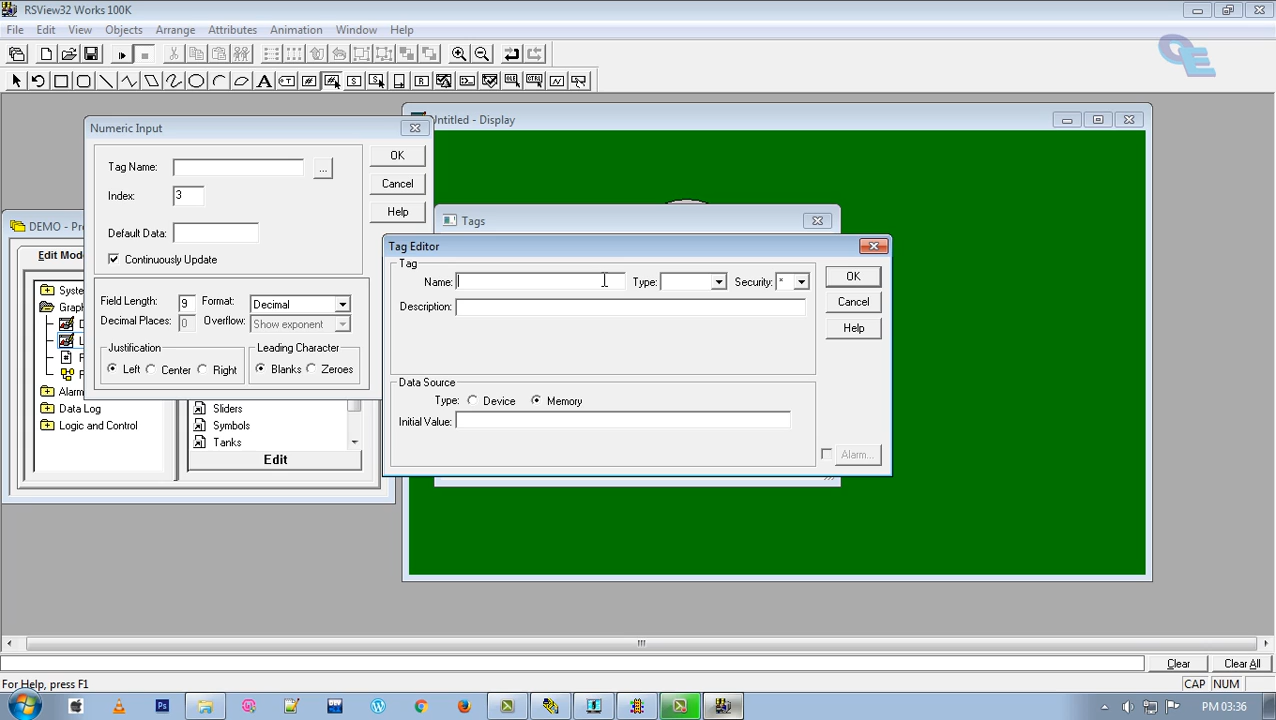 RSView32 Works 100K
File Edit View Objects Arrange Attributes Animation Window Help
Untitled - Display
Numeric Input
Tag Name: ...
OK
Index: 3
Cancel
Help
Default Data:
Continuously Update
Field Length: 9 Format: Decimal
Decimal Places: 0 Overflow: Show exponent
Justification
Left Center Right
Leading Character
Blanks Zeroes
DEMO - Pr
Edit Mod
Syste
Grap
Alarm
Data Log
Logic and Control
Sliders
Symbols
Tanks
Edit
Tags
Tag Editor
Tag
Name: Type: Security: *
Description:
OK
Cancel
Help
Data Source
Type: Device Memory
Initial Value:
Alarm...
Clear Clear All
For Help, press F1
CAP NUM
PM 03:36